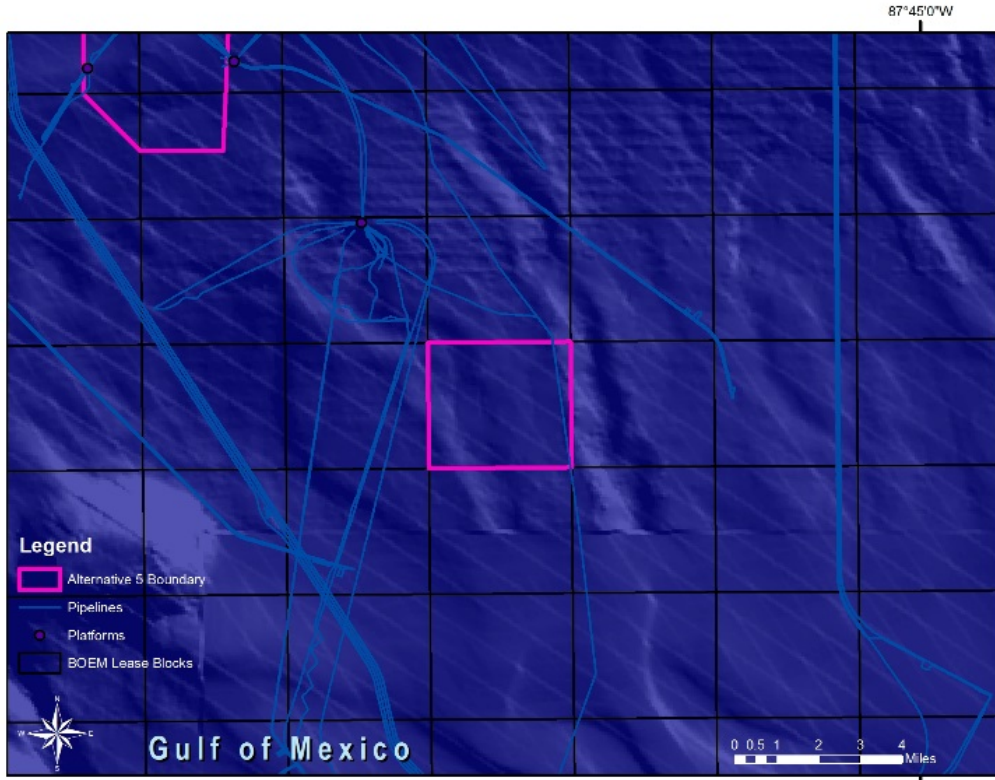 87°45'0"W
Legend
Alternative 5 Boundary
Pipelines
Platforms
BOEM Lease Blocks
N
W E
S
Gulf of Mexico
0 0.5 1 2 3 4
Miles